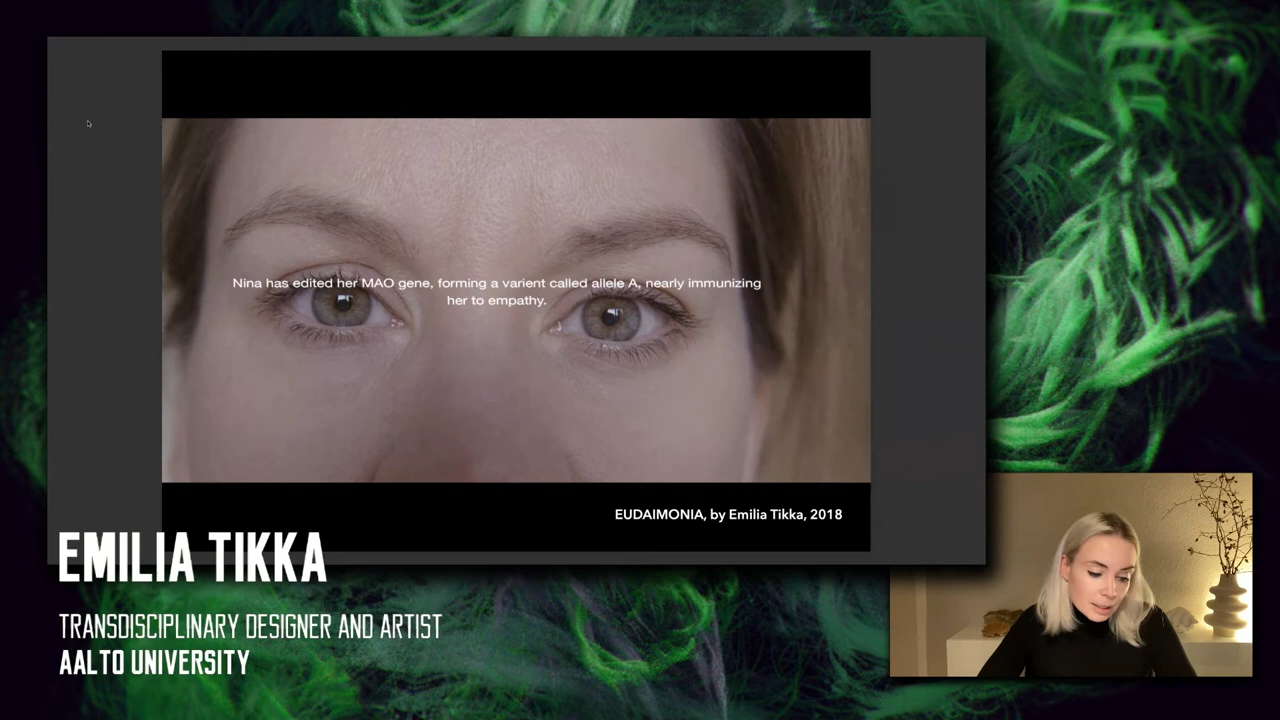 Nina has edited her MAO gene, forming a varient called allele A, nearly immunizing
her to empathy.
EUDAIMONIA, by Emilia Tikka, 2018
EMILIA TIKKA
TRANSDISCIPLINARY DESIGNER AND ARTIST
AALTO UNIVERSITY